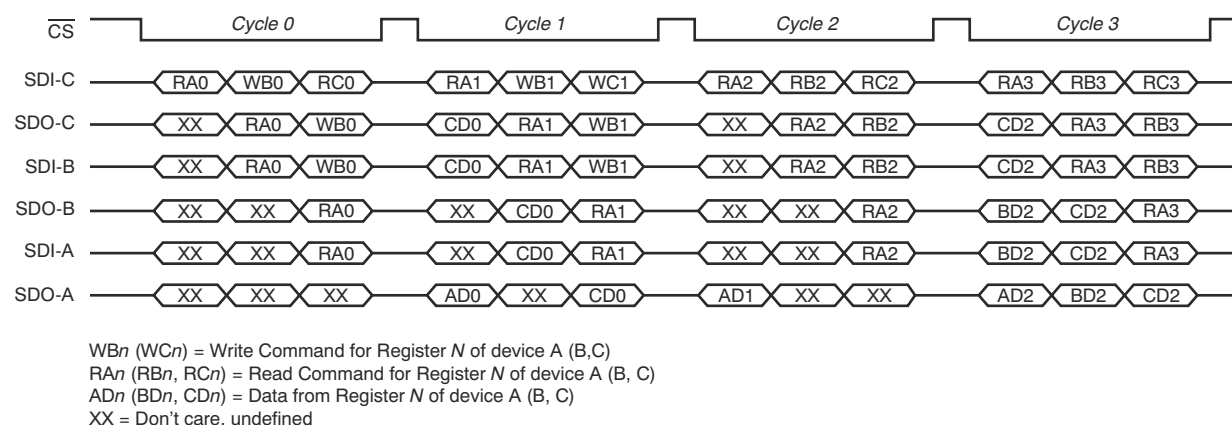 CS Cycle 0 Cycle 1 Cycle 2 Cycle 3
SDI-C RA0 WB0 RC0 RA1 WB1 WC1 RA2 RB2 RC2 RA3 RB3 RC3
SDO-C XX RA0 WB0 CD0 RA1 WB1 XX RA2 RB2 CD2 RA3 RB3
SDI-B XX RA0 WB0 CD0 RA1 WB1 XX RA2 RB2 CD2 RA3 RB3
SDO-B XX XX RA0 XX CD0 RA1 XX XX RA2 BD2 CD2 RA3
SDI-A XX XX RA0 XX CD0 RA1 XX XX RA2 BD2 CD2 RA3
SDO-A XX XX XX AD0 XX CD0 AD1 XX XX AD2 BD2 CD2
WBn (WCn) = Write Command for Register N of device A (B,C)
RAn (RBn, RCn) = Read Command for Register N of device A (B, C)
ADn (BDn, CDn) = Data from Register N of device A (B, C)
XX = Don't care, undefined